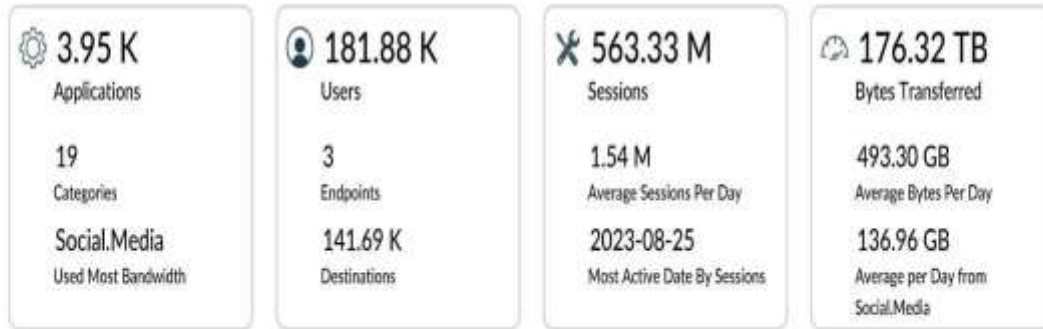 3.95 K
Applications
19
Categories
Social.Media
Used Most Bandwidth
181.88 K
Users
3
Endpoints
141.69 K
Destinations
563.33 M
Sessions
1.54 M
Average Sessions Per Day
2023-08-25
Most Active Date By Sessions
176.32 TB
Bytes Transferred
493.30 GB
Average Bytes Per Day
136.96 GB
Average per Day from
Social.Media